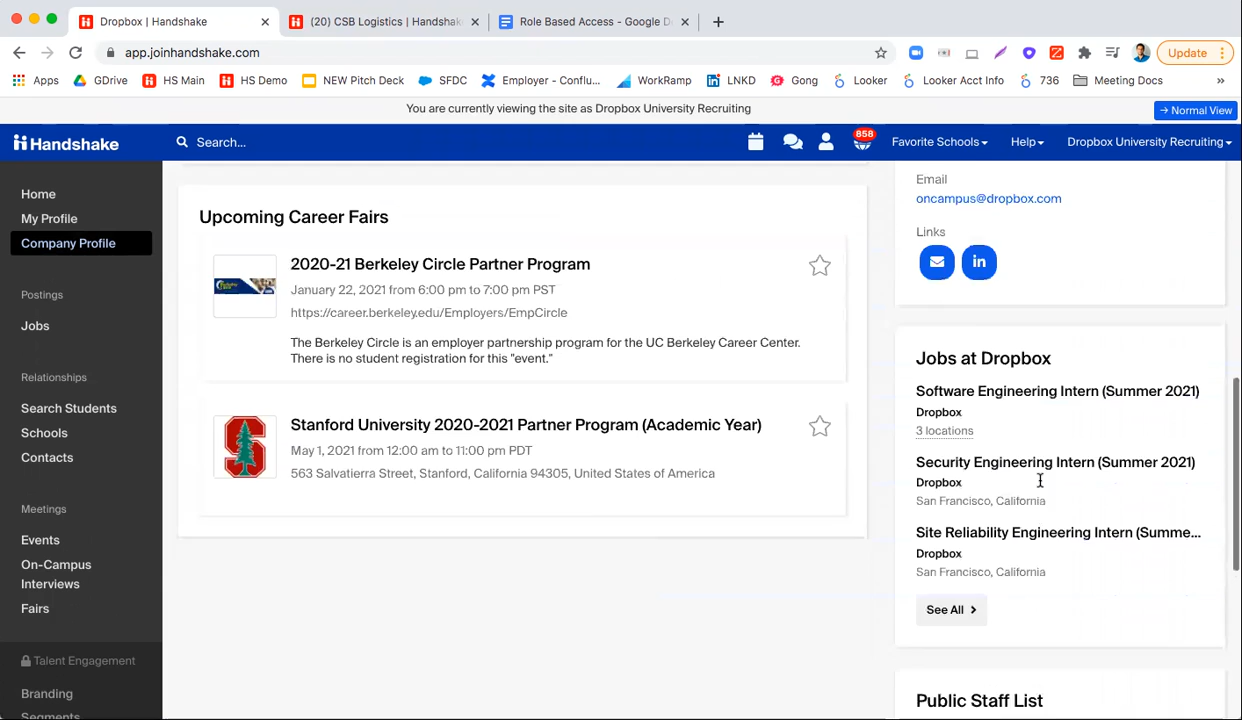 Dropbox | Handshake
(20) CSB Logistics | Handshake
Role Based Access - Google D
app.joinhandshake.com
Update
Apps
GDrive
HS Main
HS Demo
NEW Pitch Deck
SFDC
Employer - Conflu...
WorkRamp
LNKD
Gong
Looker
Looker Acct Info
736
Meeting Docs
»
You are currently viewing the site as Dropbox University Recruiting
→ Normal View
Handshake
Search...
858
Favorite Schools
Help
Dropbox University Recruiting
Home
My Profile
Company Profile
Postings
Jobs
Relationships
Search Students
Schools
Contacts
Meetings
Events
On-Campus
Interviews
Fairs
Talent Engagement
Branding
Segments
Upcoming Career Fairs
2020-21 Berkeley Circle Partner Program
January 22, 2021 from 6:00 pm to 7:00 pm PST
https://career.berkeley.edu/Employers/EmpCircle
The Berkeley Circle is an employer partnership program for the UC Berkeley Career Center.
There is no student registration for this "event."
Stanford University 2020-2021 Partner Program (Academic Year)
May 1, 2021 from 12:00 am to 11:00 pm PDT
563 Salvatierra Street, Stanford, California 94305, United States of America
Email
oncampus@dropbox.com
Links
in
Jobs at Dropbox
Software Engineering Intern (Summer 2021)
Dropbox
3 locations
Security Engineering Intern (Summer 2021)
Dropbox
San Francisco, California
Site Reliability Engineering Intern (Summe...
Dropbox
San Francisco, California
See All
Public Staff List